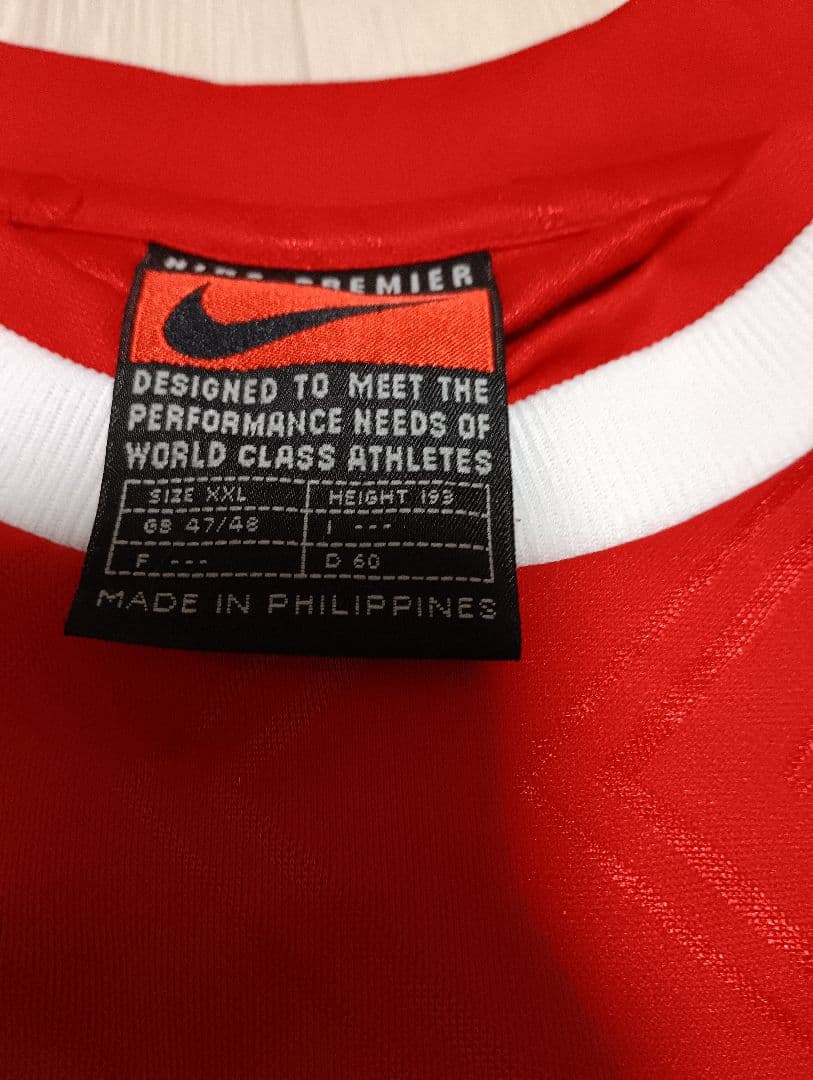 NIKE PREMIER
DESIGNED TO MEET THE
PERFORMANCE NEEDS OF
WORLD CLASS ATHLETES
SIZE XXL HEIGHT 193
GB 47/48 I ---
F --- D 60
MADE IN PHILIPPINES